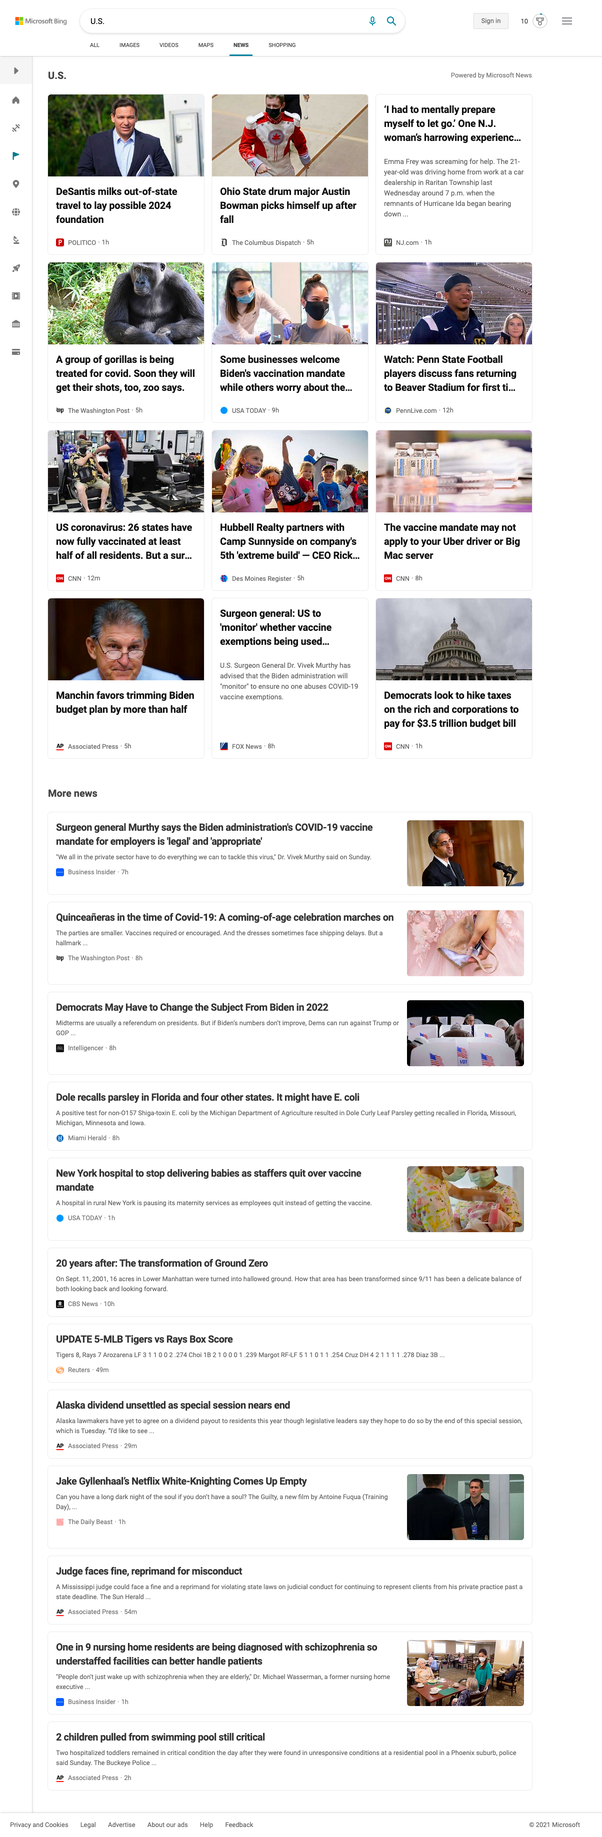 Microsoft Bing
U.S.
Sign in
10
ALL
IMAGES
VIDEOS
MAPS
NEWS
SHOPPING
U.S.
Powered by Microsoft News
DeSantis milks out-of-state
travel to lay possible 2024
foundation
POLITICO · 1h
Ohio State drum major Austin
Bowman picks himself up after
fall
The Columbus Dispatch · 5h
'I had to mentally prepare
myself to let go.' One N.J.
woman's harrowing experienc...
Emma Frey was screaming for help. The 21-
year-old was driving home from work at a car
dealership in Raritan Township last
Wednesday around 7 p.m. when the
remnants of Hurricane Ida began bearing
down ...
NJ.com · 1h
A group of gorillas is being
treated for covid. Soon they will
get their shots, too, zoo says.
wp The Washington Post · 5h
Some businesses welcome
Biden's vaccination mandate
while others worry about the...
USA TODAY · 9h
Watch: Penn State Football
players discuss fans returning
to Beaver Stadium for first ti...
PennLive.com · 12h
US coronavirus: 26 states have
now fully vaccinated at least
half of all residents. But a sur...
CNN CNN · 12m
Hubbell Realty partners with
Camp Sunnyside on company's
5th 'extreme build' — CEO Rick...
Des Moines Register · 5h
The vaccine mandate may not
apply to your Uber driver or Big
Mac server
CNN CNN · 8h
Manchin favors trimming Biden
budget plan by more than half
AP Associated Press · 5h
Surgeon general: US to
'monitor' whether vaccine
exemptions being used...
U.S. Surgeon General Dr. Vivek Murthy has
advised that the Biden administration will
"monitor" to ensure no one abuses COVID-19
vaccine exemptions.
FOX News · 8h
Democrats look to hike taxes
on the rich and corporations to
pay for $3.5 trillion budget bill
CNN CNN · 1h
More news
Surgeon general Murthy says the Biden administration's COVID-19 vaccine
mandate for employers is 'legal' and 'appropriate'
"We all in the private sector have to do everything we can to tackle this virus," Dr. Vivek Murthy said on Sunday.
Business Insider · 7h
Quinceañeras in the time of Covid-19: A coming-of-age celebration marches on
The parties are smaller. Vaccines required or encouraged. And the dresses sometimes face shipping delays. But a
hallmark ...
wp The Washington Post · 8h
Democrats May Have to Change the Subject From Biden in 2022
Midterms are usually a referendum on presidents. But if Biden's numbers don't improve, Dems can run against Trump or
GOP ...
Intelligencer · 8h
Dole recalls parsley in Florida and four other states. It might have E. coli
A positive test for non-O157 Shiga-toxin E. coli by the Michigan Department of Agriculture resulted in Dole Curly Leaf Parsley getting recalled in Florida, Missouri,
Michigan, Minnesota and Iowa.
Miami Herald · 8h
New York hospital to stop delivering babies as staffers quit over vaccine
mandate
A hospital in rural New York is pausing its maternity services as employees quit instead of getting the vaccine.
USA TODAY · 1h
20 years after: The transformation of Ground Zero
On Sept. 11, 2001, 16 acres in Lower Manhattan were turned into hallowed ground. How that area has been transformed since 9/11 has been a delicate balance of
both looking back and looking forward.
CBS News · 10h
UPDATE 5-MLB Tigers vs Rays Box Score
Tigers 8, Rays 7 Arozarena LF 3 1 1 0 0 2 .274 Choi 1B 2 1 0 0 0 1 .239 Margot RF-LF 5 1 1 0 1 1 .254 Cruz DH 4 2 1 1 1 1 .278 Diaz 3B ...
Reuters · 49m
Alaska dividend unsettled as special session nears end
Alaska lawmakers have yet to agree on a dividend payout to residents this year though legislative leaders say they hope to do so by the end of this special session,
which is Tuesday. "I'd like to see ...
AP Associated Press · 29m
Jake Gyllenhaal's Netflix White-Knighting Comes Up Empty
Can you have a long dark night of the soul if you don't have a soul? The Guilty, a new film by Antoine Fuqua (Training
Day), ...
The Daily Beast · 1h
Judge faces fine, reprimand for misconduct
A Mississippi judge could face a fine and a reprimand for violating state laws on judicial conduct for continuing to represent clients from his private practice past a
state deadline. The Sun Herald ...
AP Associated Press · 54m
One in 9 nursing home residents are being diagnosed with schizophrenia so
understaffed facilities can better handle patients
"People don't just wake up with schizophrenia when they are elderly," Dr. Michael Wasserman, a former nursing home
executive ...
Business Insider · 1h
2 children pulled from swimming pool still critical
Two hospitalized toddlers remained in critical condition the day after they were found in unresponsive conditions at a residential pool in a Phoenix suburb, police
said Sunday. The Buckeye Police ...
AP Associated Press · 2h
Privacy and Cookies
Legal
Advertise
About our ads
Help
Feedback
© 2021 Microsoft